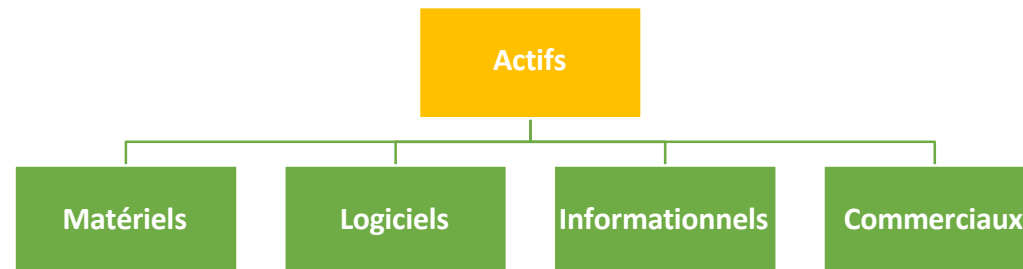 Actifs
Matériels
Logiciels
Informationnels
Commerciaux